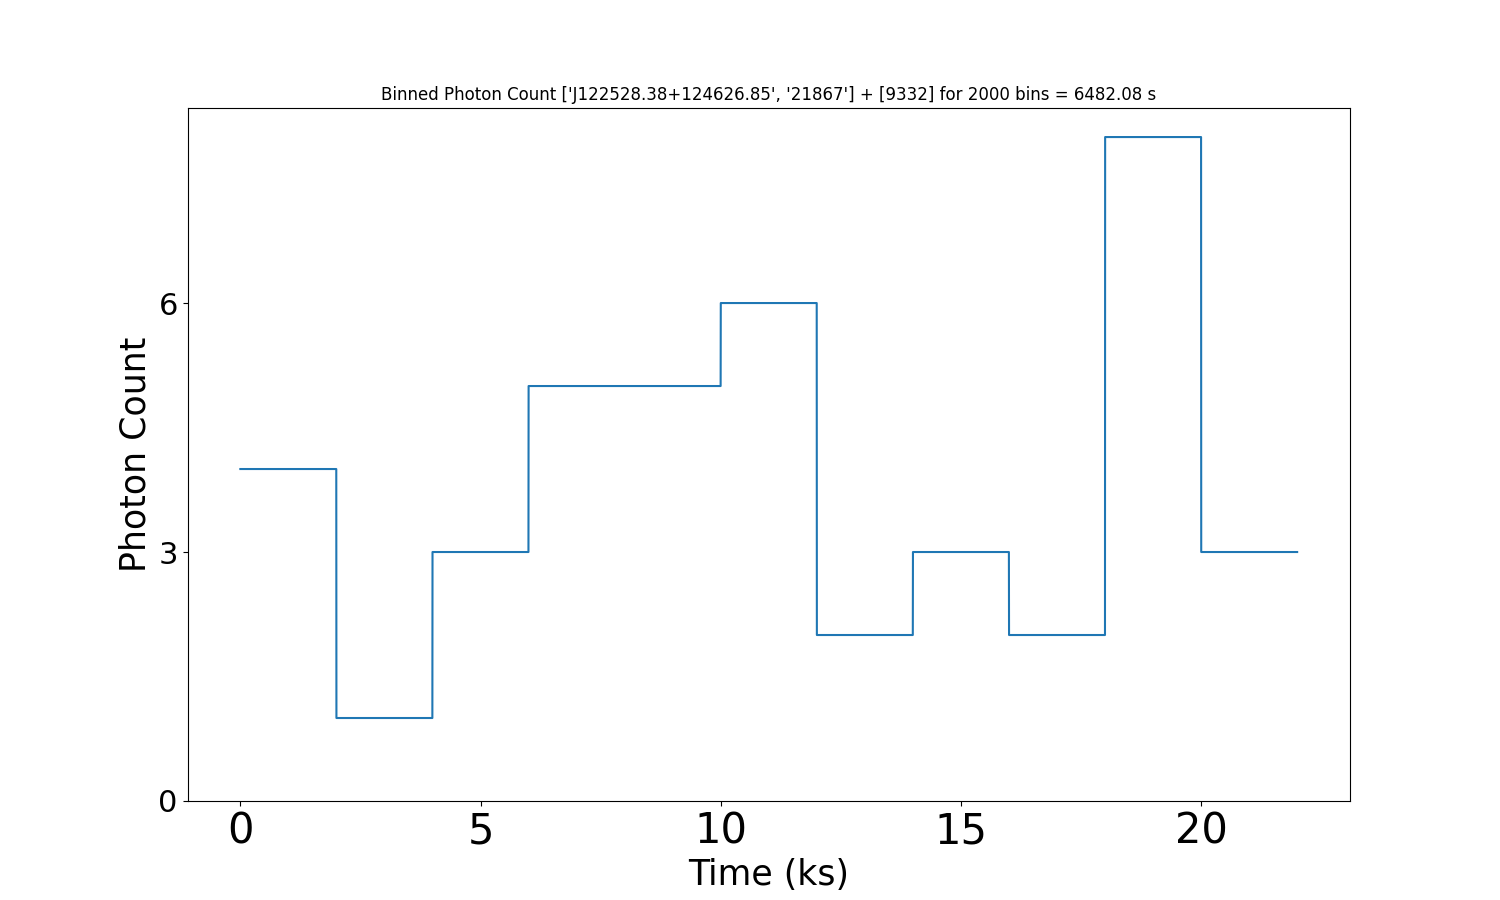 Binned Photon Count ['J122528.38+124626.85', '21867'] + [9332] for 2000 bins = 6482.08 s
6
3
0
Photon Count
0 5 10 15 20
Time (ks)